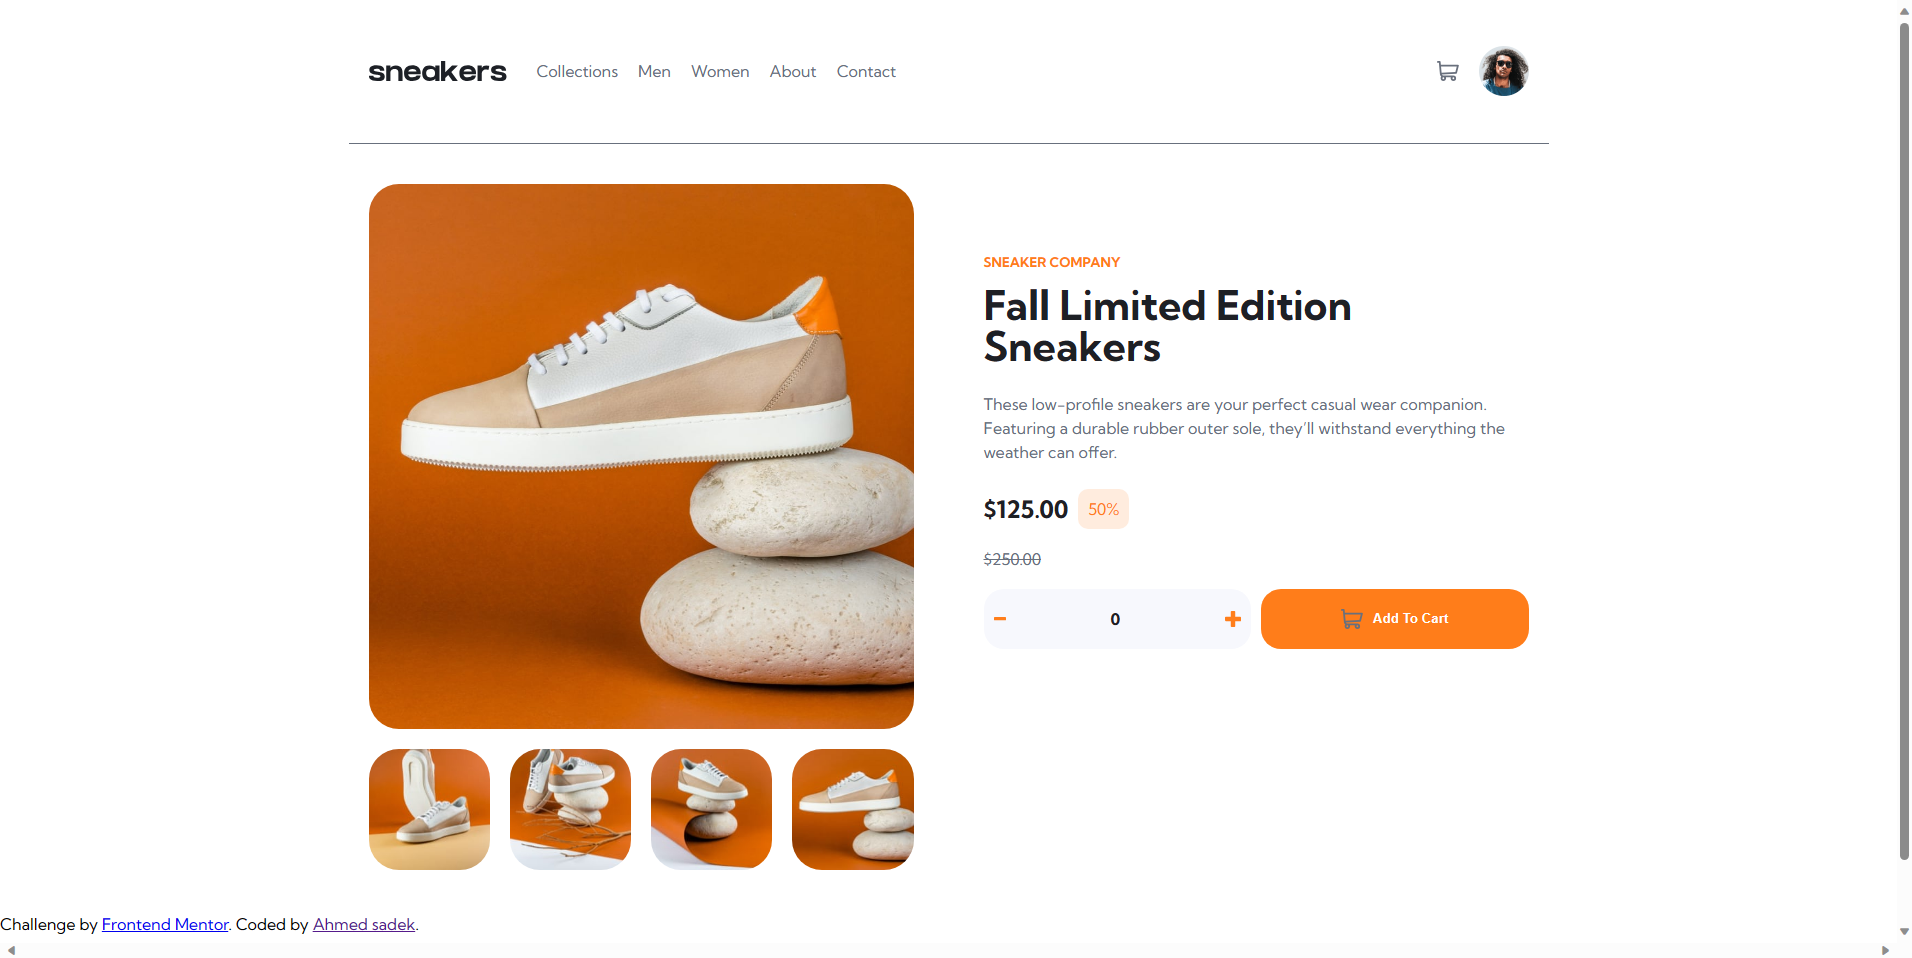 sneakers
Collections Men Women About Contact
SNEAKER COMPANY
Fall Limited Edition
Sneakers
These low-profile sneakers are your perfect casual wear companion.
Featuring a durable rubber outer sole, they’ll withstand everything the
weather can offer.
$125.00 50%
$250.00
0
Add To Cart
Challenge by Frontend Mentor. Coded by Ahmed sadek.